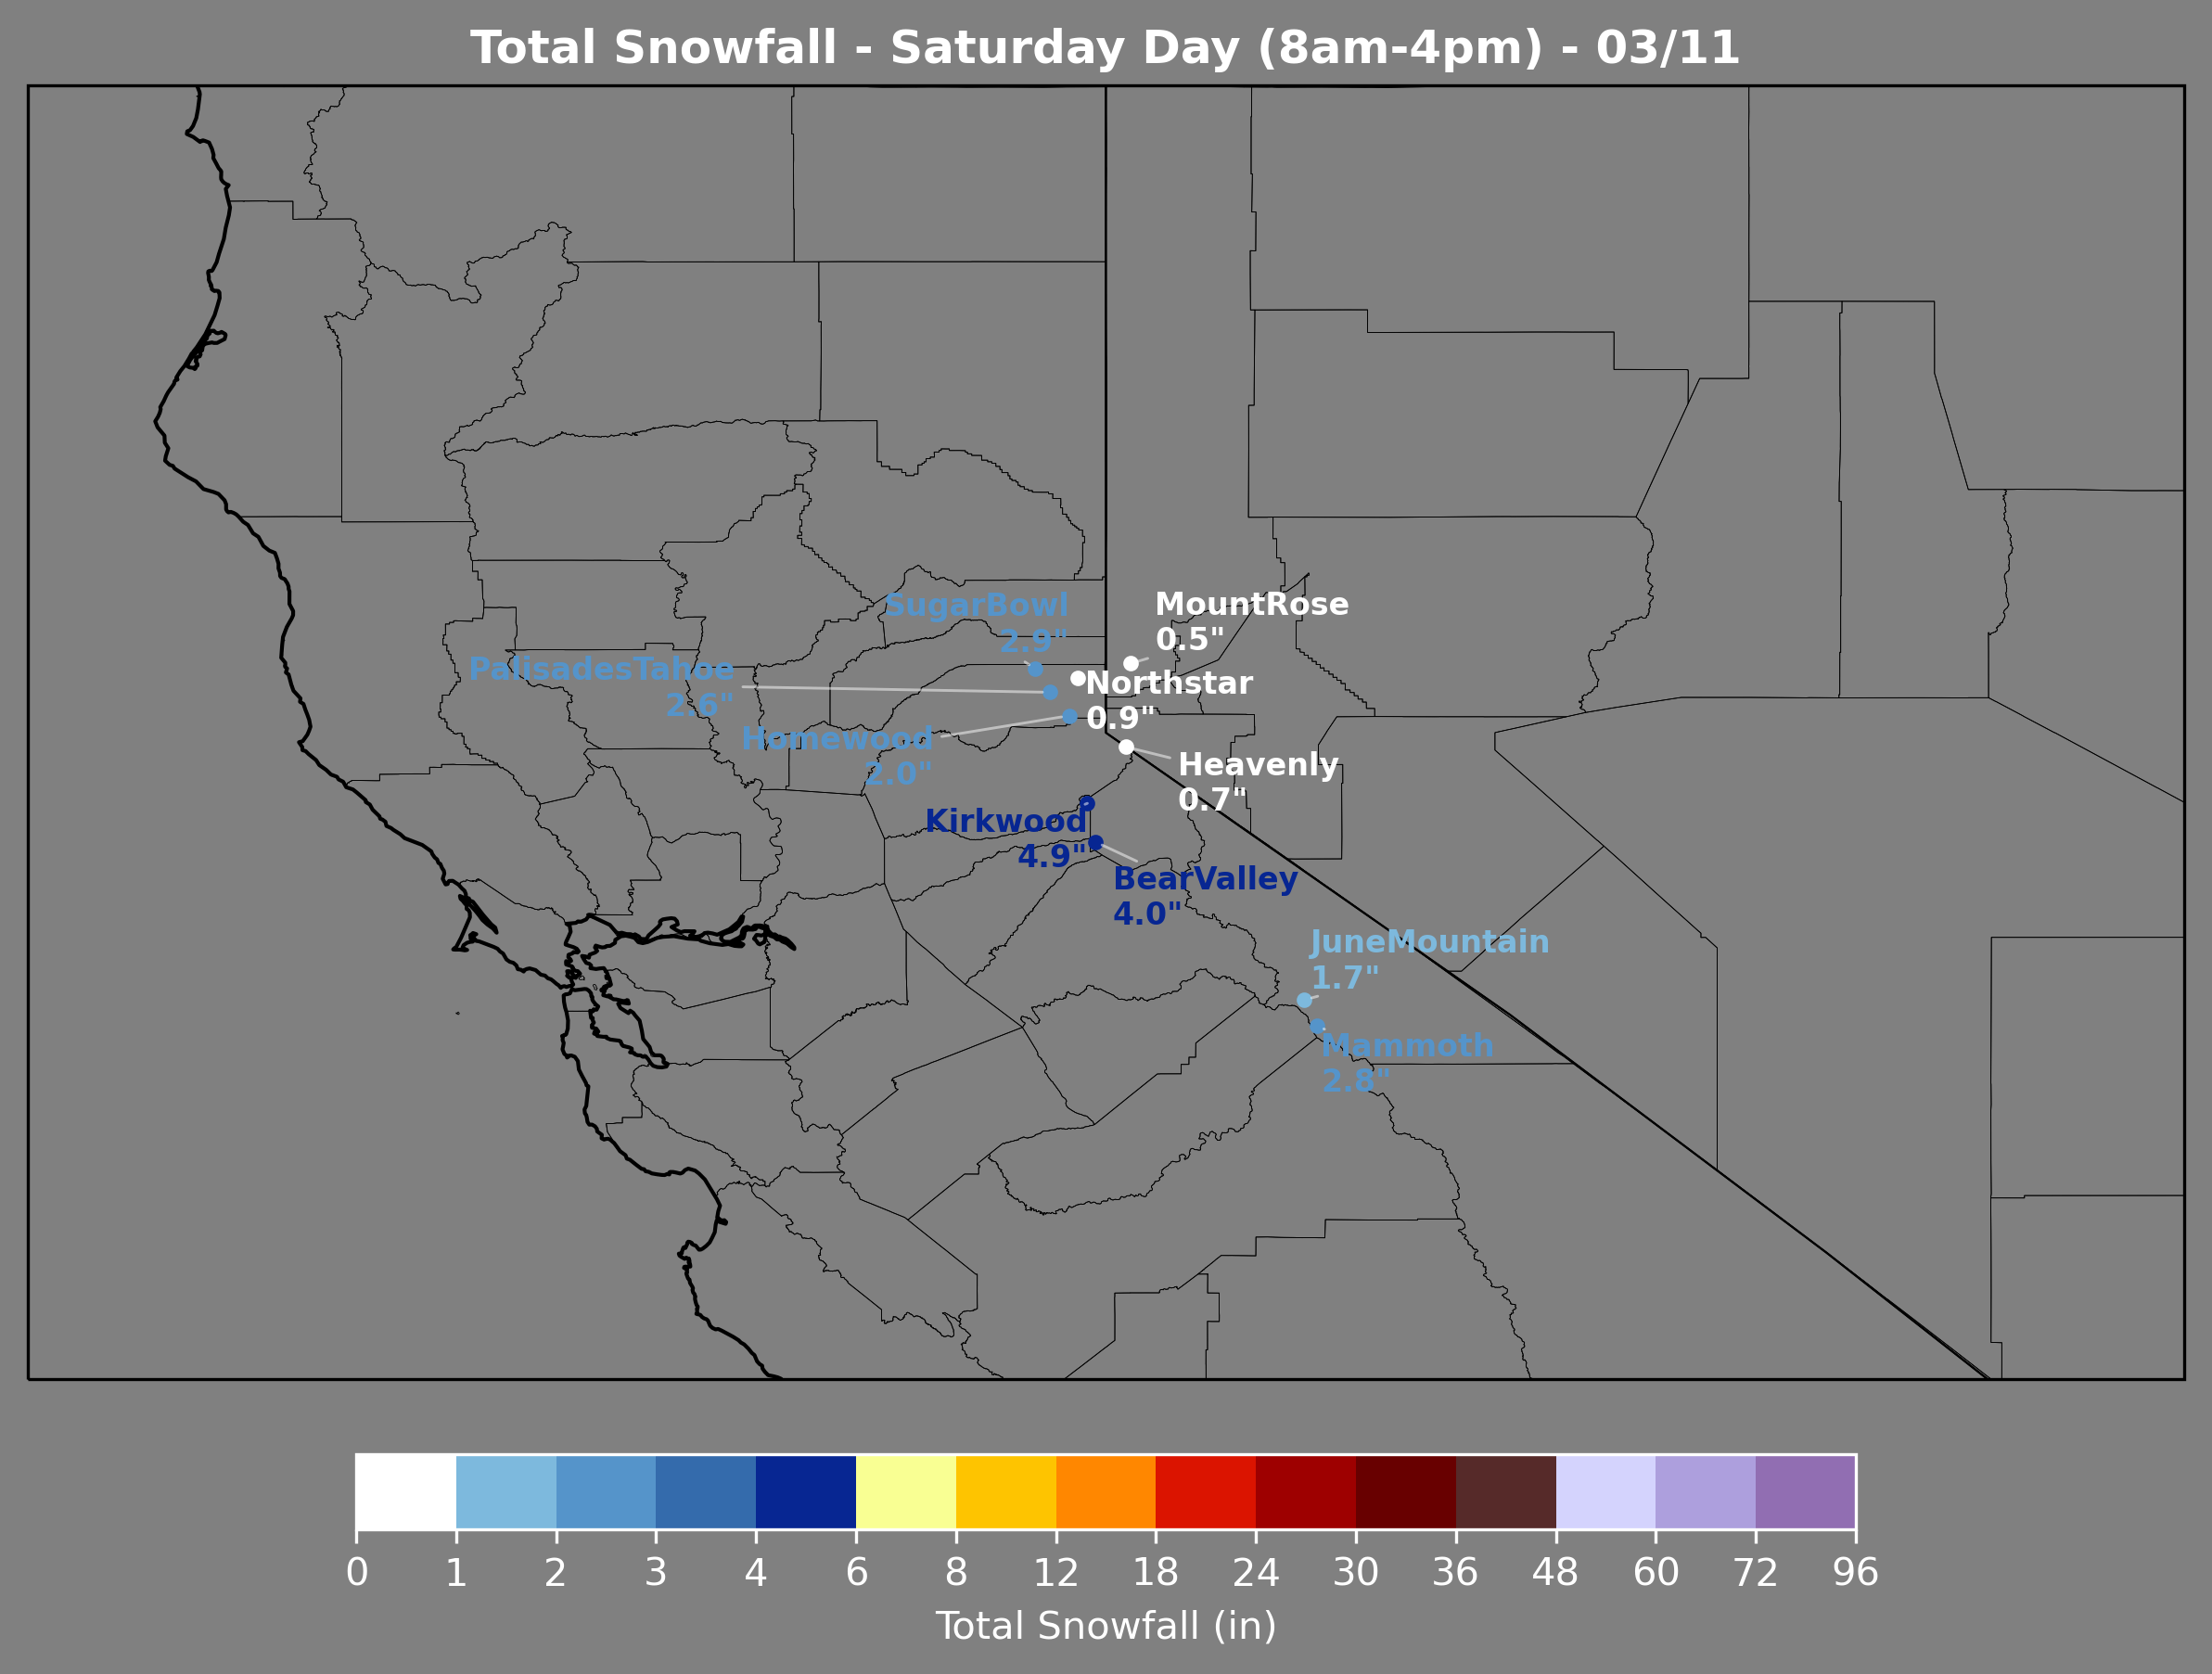 Total Snowfall - Saturday Day (8am-4pm) - 03/11
SugarBowl
2.9"
MountRose
0.5"
PalisadesTahoe
2.6"
Northstar
0.9"
Homewood
2.0"
Heavenly
0.7"
Kirkwood
4.9"
BearValley
4.0"
JuneMountain
1.7"
Mammoth
2.8"
0 1 2 3 4 6 8 12 18 24 30 36 48 60 72 96
Total Snowfall (in)